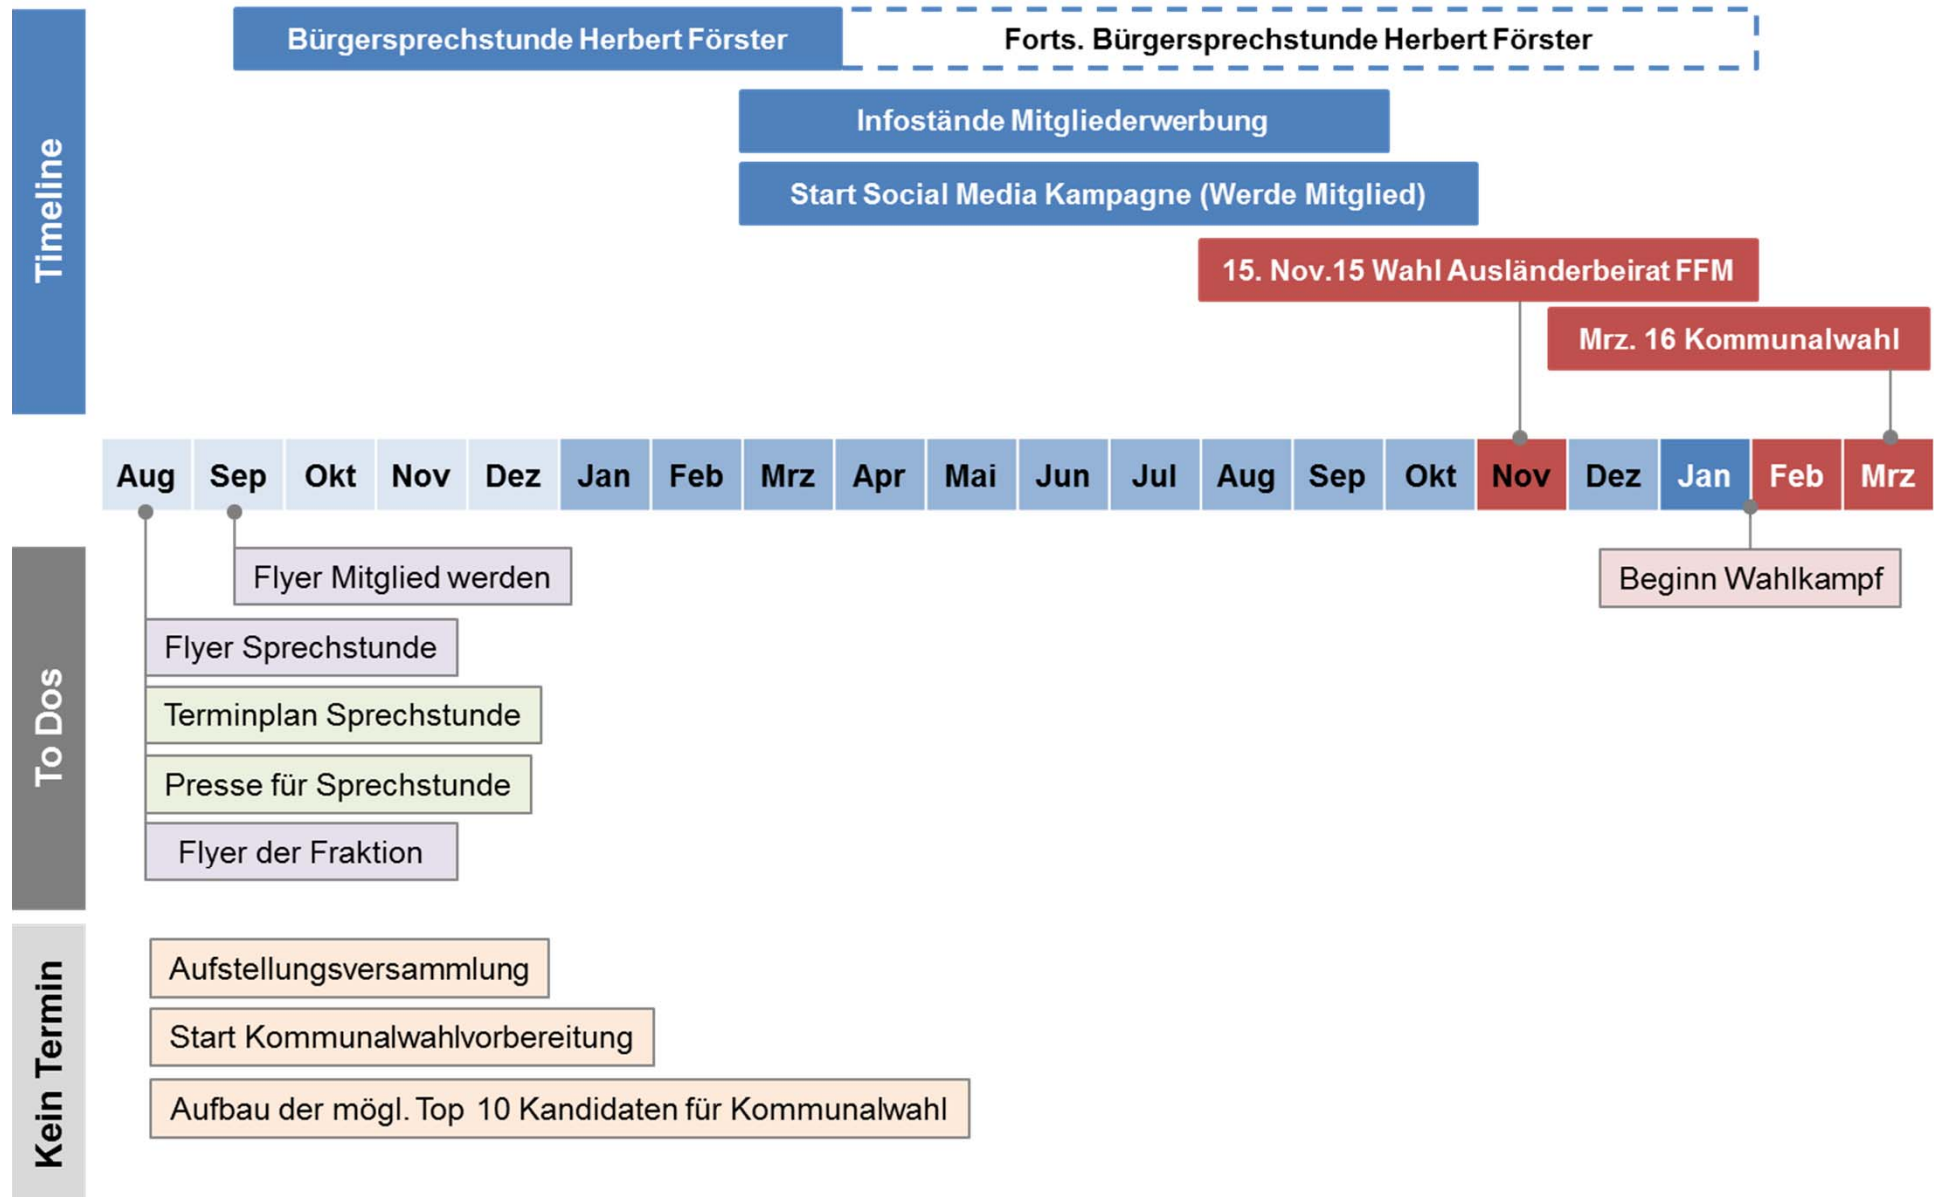 Timeline
Bürgersprechstunde Herbert Förster
Forts. Bürgersprechstunde Herbert Förster
Infostände Mitgliederwerbung
Start Social Media Kampagne (Werde Mitglied)
15. Nov.15 Wahl Ausländerbeirat FFM
Mrz. 16 Kommunalwahl
Aug Sep Okt Nov Dez Jan Feb Mrz Apr Mai Jun Jul Aug Sep Okt Nov Dez Jan Feb Mrz
To Dos
Flyer Mitglied werden
Beginn Wahlkampf
Flyer Sprechstunde
Terminplan Sprechstunde
Presse für Sprechstunde
Flyer der Fraktion
Kein Termin
Aufstellungsversammlung
Start Kommunalwahlvorbereitung
Aufbau der mögl. Top 10 Kandidaten für Kommunalwahl